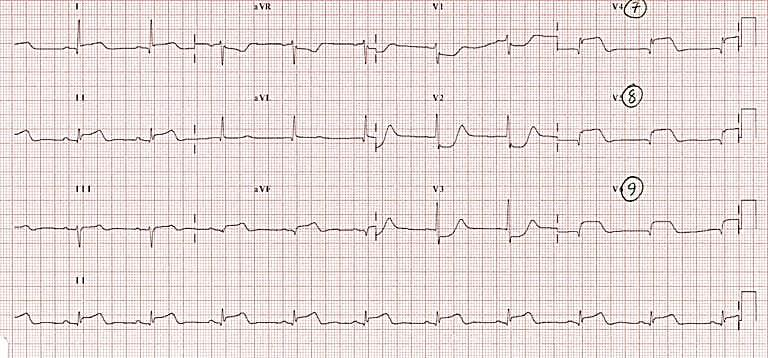 I aVR V1 V4 7
II aVL V2 V5 8
III aVF V3 V6 9
II